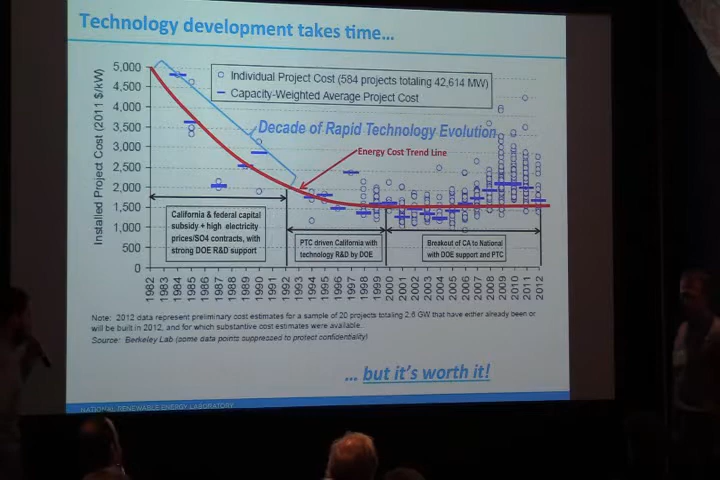 Technology development takes time...
Installed Project Cost (2011 $/kW)
5,000
4,500
4,000
3,500
3,000
2,500
2,000
1,500
1,000
500
0
Individual Project Cost (584 projects totaling 42,614 MW)
Capacity-Weighted Average Project Cost
Decade of Rapid Technology Evolution
Energy Cost Trend Line
California & federal capital
subsidy + high electricity
prices/SO4 contracts, with
strong DOE R&D support
PTC driven California with
technology R&D by DOE
Breakout of CA to National
with DOE support and PTC
1982 1983 1984 1985 1986 1987 1988 1989 1990 1991 1992 1993 1994 1995 1996 1997 1998 1999 2000 2001 2002 2003 2004 2005 2006 2007 2008 2009 2010 2011 2012
Note: 2012 data represent preliminary cost estimates for a sample of 20 projects totaling 2.6 GW that have either already been or
will be built in 2012, and for which substantive cost estimates were available.
Source: Berkeley Lab (some data points suppressed to protect confidentiality)
... but it's worth it!
NATIONAL RENEWABLE ENERGY LABORATORY